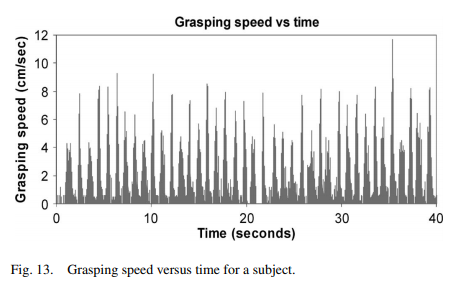 Grasping speed vs time
12
10
8
6
4
2
0
Grasping speed (cm/sec)
0 10 20 30 40
Time (seconds)
Fig. 13. Grasping speed versus time for a subject.